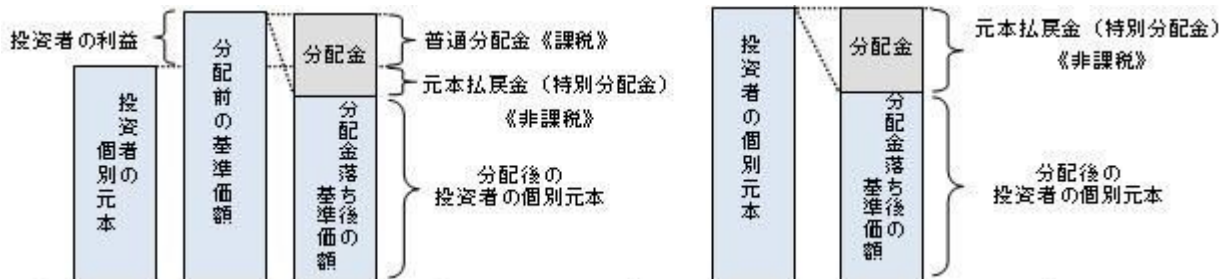 投資者の利益
投資者の
個別元本
分配前の基準価額
分配金
分配金落ち後の
基準価額
普通分配金《課税》
元本払戻金（特別分配金）
《非課税》
分配後の
投資者の個別元本
投資者の個別元本
分配金
分配金落ち後の
基準価額
元本払戻金（特別分配金）
《非課税》
分配後の
投資者の個別元本